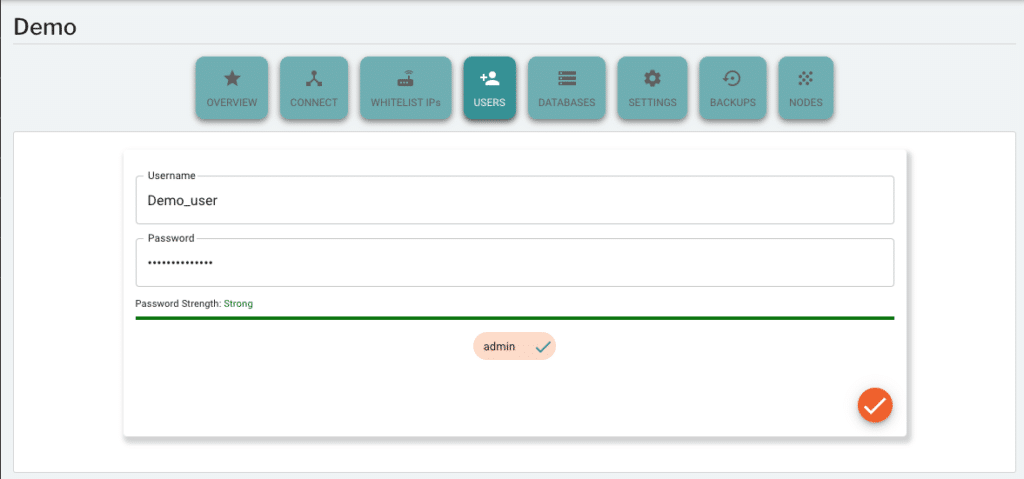 Demo
OVERVIEW
CONNECT
WHITELIST IPs
USERS
DATABASES
SETTINGS
BACKUPS
NODES
Username
Demo_user
Password
••••••••••••••
Password Strength: Strong
admin